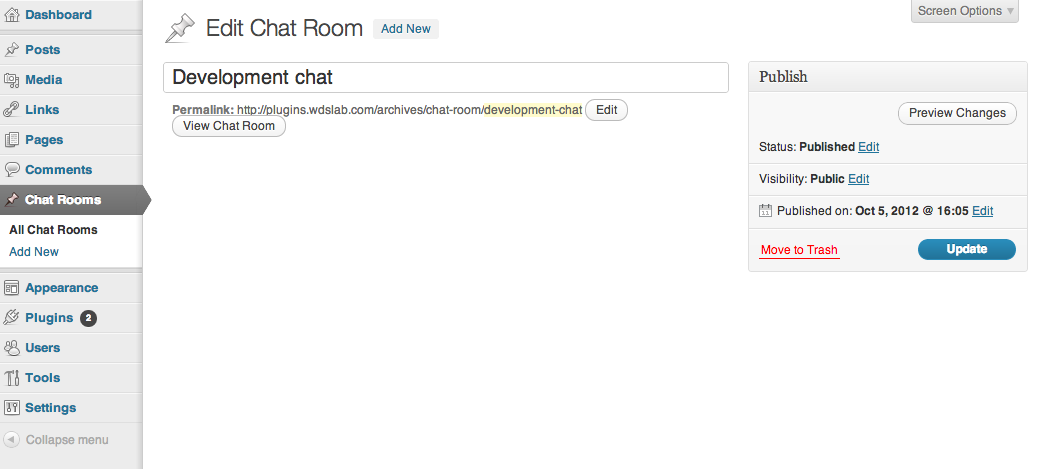 Dashboard
Posts
Media
Links
Pages
Comments
Chat Rooms
All Chat Rooms
Add New
Appearance
Plugins 2
Users
Tools
Settings
Collapse menu
Screen Options
Edit Chat Room Add New
Development chat
Permalink: http://plugins.wdslab.com/archives/chat-room/development-chat Edit
View Chat Room
Publish
Preview Changes
Status: Published Edit
Visibility: Public Edit
Published on: Oct 5, 2012 @ 16:05 Edit
Move to Trash Update